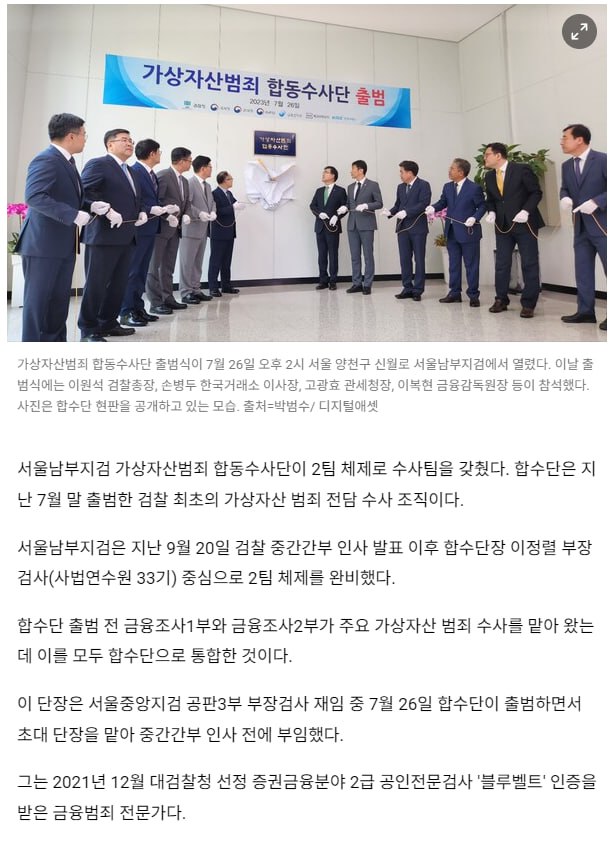 가상자산범죄 합동수사단 출범
2023년 7월 26일
가상자산범죄
합동수사단
가상자산범죄 합동수사단 출범식이 7월 26일 오후 2시 서울 양천구 신월로 서울남부지검에서 열렸다. 이날 출
범식에는 이원석 검찰총장, 손병두 한국거래소 이사장, 고광효 관세청장, 이복현 금융감독원장 등이 참석했다.
사진은 합수단 현판을 공개하고 있는 모습. 출처=박범수/ 디지털애셋
서울남부지검 가상자산범죄 합동수사단이 2팀 체제로 수사팀을 갖췄다. 합수단은 지
난 7월 말 출범한 검찰 최초의 가상자산 범죄 전담 수사 조직이다.
서울남부지검은 지난 9월 20일 검찰 중간간부 인사 발표 이후 합수단장 이정렬 부장
검사(사법연수원 33기) 중심으로 2팀 체제를 완비했다.
합수단 출범 전 금융조사1부와 금융조사2부가 주요 가상자산 범죄 수사를 맡아 왔는
데 이를 모두 합수단으로 통합한 것이다.
이 단장은 서울중앙지검 공판3부 부장검사 재임 중 7월 26일 합수단이 출범하면서
초대 단장을 맡아 중간간부 인사 전에 부임했다.
그는 2021년 12월 대검찰청 선정 증권금융분야 2급 공인전문검사 '블루벨트' 인증을
받은 금융범죄 전문가다.